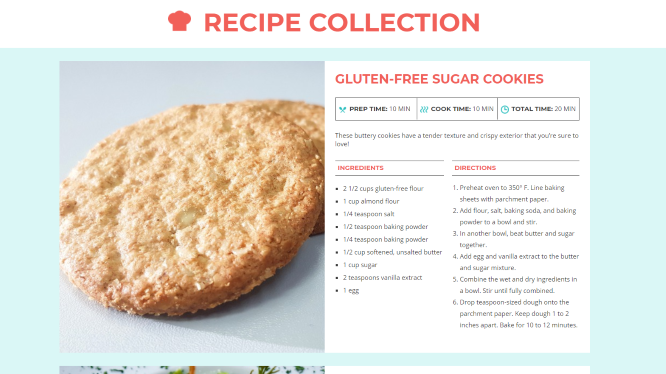 RECIPE COLLECTION
GLUTEN-FREE SUGAR COOKIES
PREP TIME: 10 MIN COOK TIME: 10 MIN TOTAL TIME: 20 MIN
These buttery cookies have a tender texture and crispy exterior that you're sure to
love!
INGREDIENTS
2 1/2 cups gluten-free flour
1 cup almond flour
1/4 teaspoon salt
1/2 teaspoon baking powder
1/4 teaspoon baking powder
1/2 cup softened, unsalted butter
1 cup sugar
2 teaspoons vanilla extract
1 egg
DIRECTIONS
1. Preheat oven to 350° F. Line baking
sheets with parchment paper.
2. Add flour, salt, baking soda, and baking
powder to a bowl and stir.
3. In another bowl, beat butter and sugar
together.
4. Add egg and vanilla extract to the butter
and sugar mixture.
5. Combine the wet and dry ingredients in
a bowl. Stir until fully combined.
6. Drop teaspoon-sized dough onto the
parchment paper. Keep dough 1 to 2
inches apart. Bake for 10 to 12 minutes.